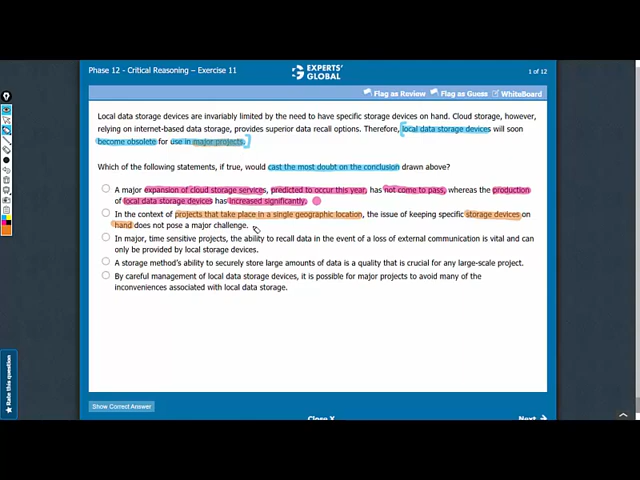 Phase 12 - Critical Reasoning – Exercise 11
EXPERTS'
GLOBAL
1 of 12
Flag as Review
Flag as Guess
WhiteBoard
Local data storage devices are invariably limited by the need to have specific storage devices on hand. Cloud storage, however,
relying on internet-based data storage, provides superior data recall options. Therefore, local data storage devices will soon
become obsolete for use in major projects.
Which of the following statements, if true, would cast the most doubt on the conclusion drawn above?
A major expansion of cloud storage services, predicted to occur this year, has not come to pass, whereas the production
of local data storage devices has increased significantly.
In the context of projects that take place in a single geographic location, the issue of keeping specific storage devices on
hand does not pose a major challenge.
In major, time sensitive projects, the ability to recall data in the event of a loss of external communication is vital and can
only be provided by local storage devices.
A storage method's ability to securely store large amounts of data is a quality that is crucial for any large-scale project.
By careful management of local data storage devices, it is possible for major projects to avoid many of the
inconveniences associated with local data storage.
Rate this question
Show Correct Answer
Close X
Next